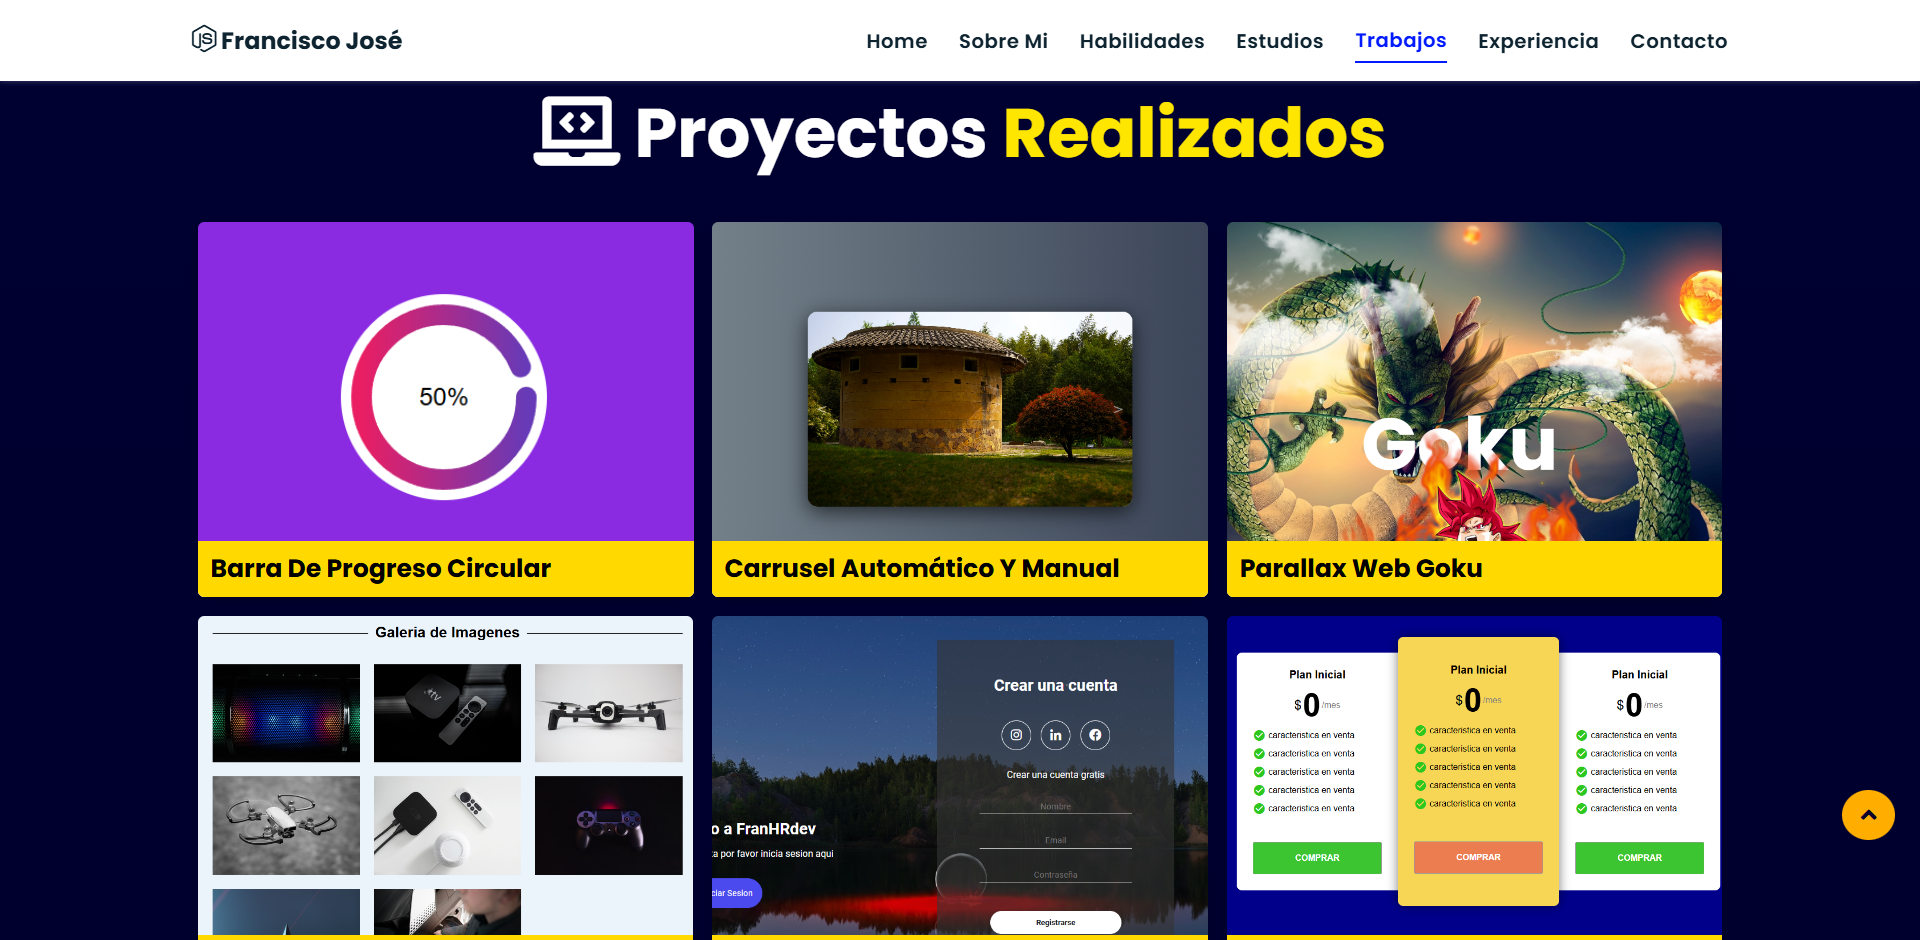 Francisco José
Home Sobre Mi Habilidades Estudios Trabajos Experiencia Contacto
Proyectos Realizados
50%
>
Goku
Barra De Progreso Circular
Carrusel Automático Y Manual
Parallax Web Goku
Galeria de Imagenes
tv
Crear una cuenta
in
Crear una cuenta gratis
Nombre
Email
Contraseña
Registrarse
o a FranHRdev
ta por favor inicia sesion aqui
ciar Sesion
Plan Inicial
$0/mes
caracteristica en venta
caracteristica en venta
caracteristica en venta
caracteristica en venta
caracteristica en venta
COMPRAR
Plan Inicial
$0/mes
caracteristica en venta
caracteristica en venta
caracteristica en venta
caracteristica en venta
caracteristica en venta
COMPRAR
Plan Inicial
$0/mes
caracteristica en venta
caracteristica en venta
caracteristica en venta
caracteristica en venta
caracteristica en venta
COMPRAR